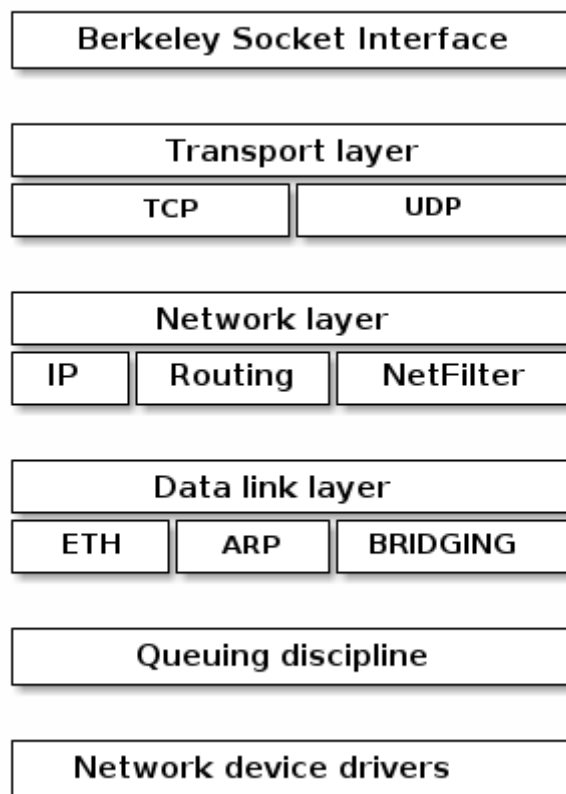 Berkeley Socket Interface
Transport layer
TCP UDP
Network layer
IP Routing NetFilter
Data link layer
ETH ARP BRIDGING
Queuing discipline
Network device drivers